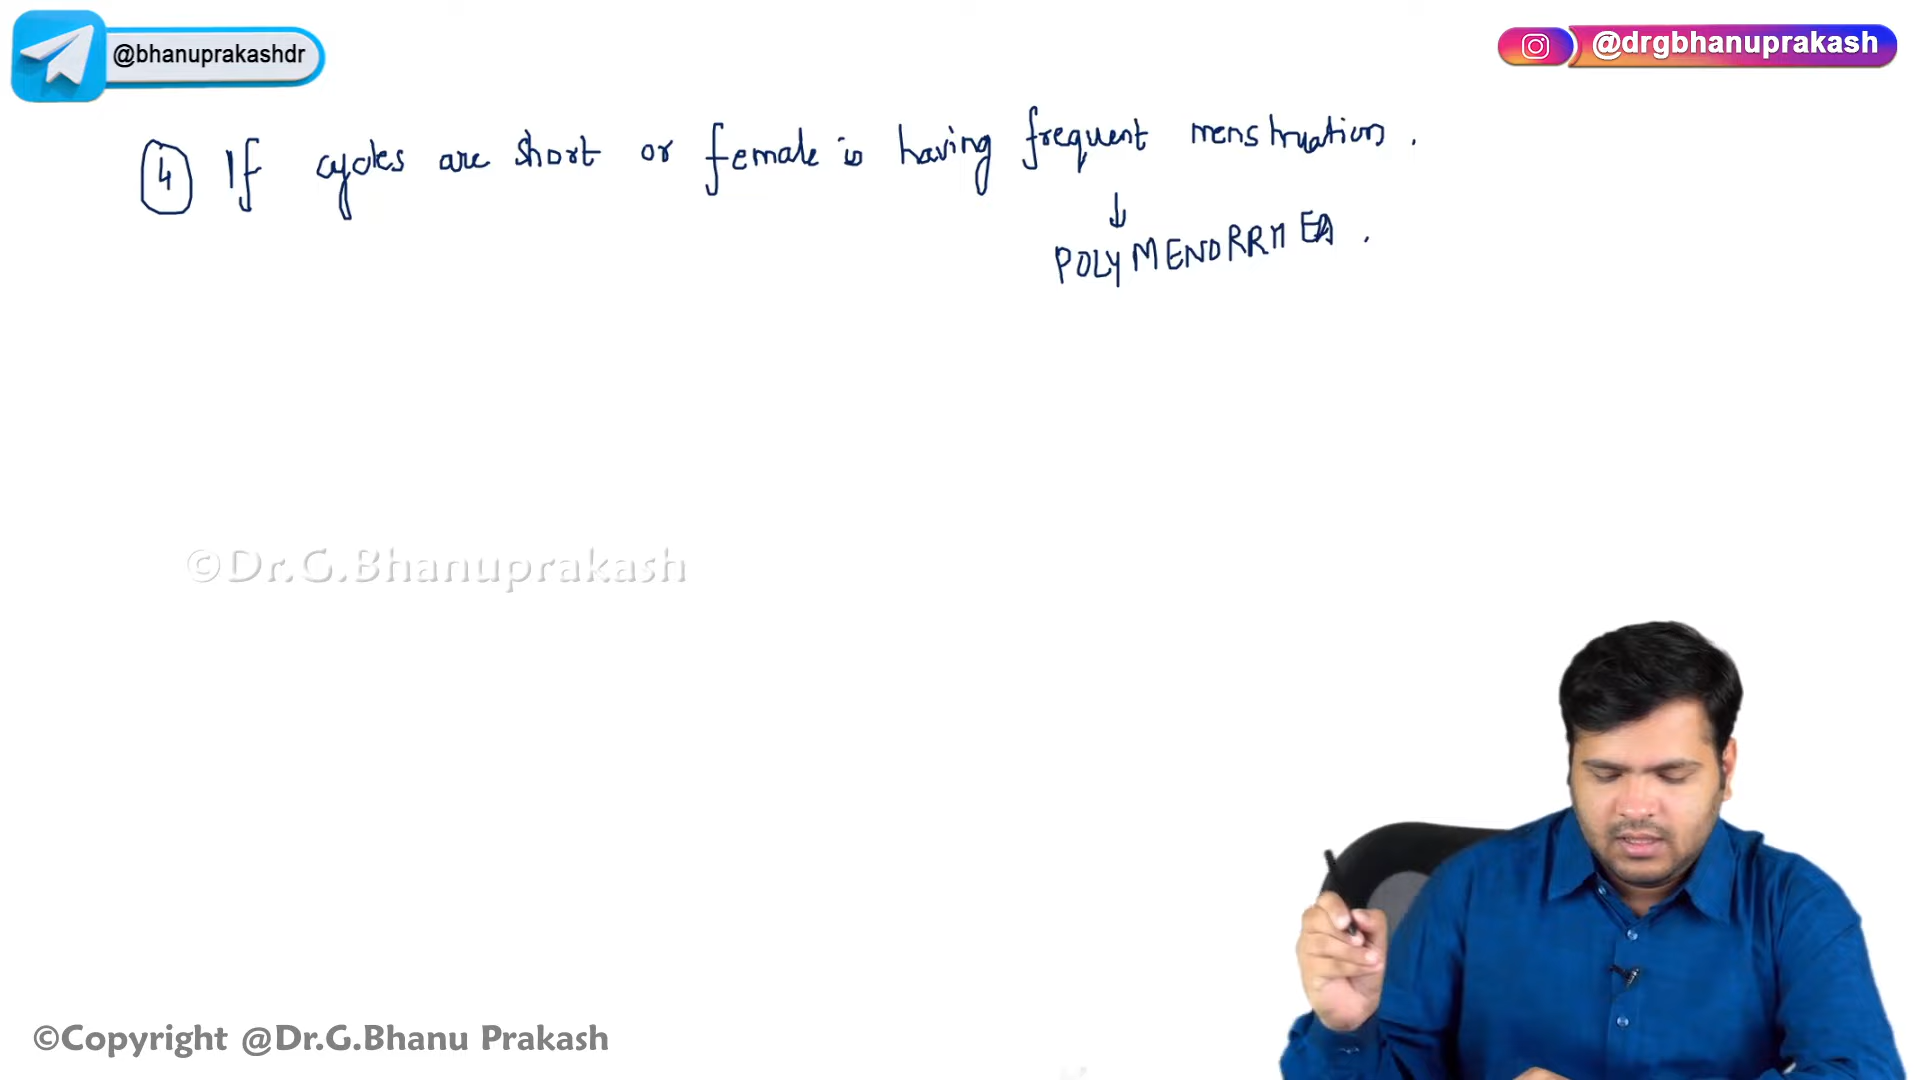 @bhanuprakashdr
@drgbhanuprakash
4 If cycles are short or female is having frequent menstruation.
↓
POLYMENORRHEA.
©Dr.G.Bhanuprakash
©Copyright @Dr.G.Bhanu Prakash